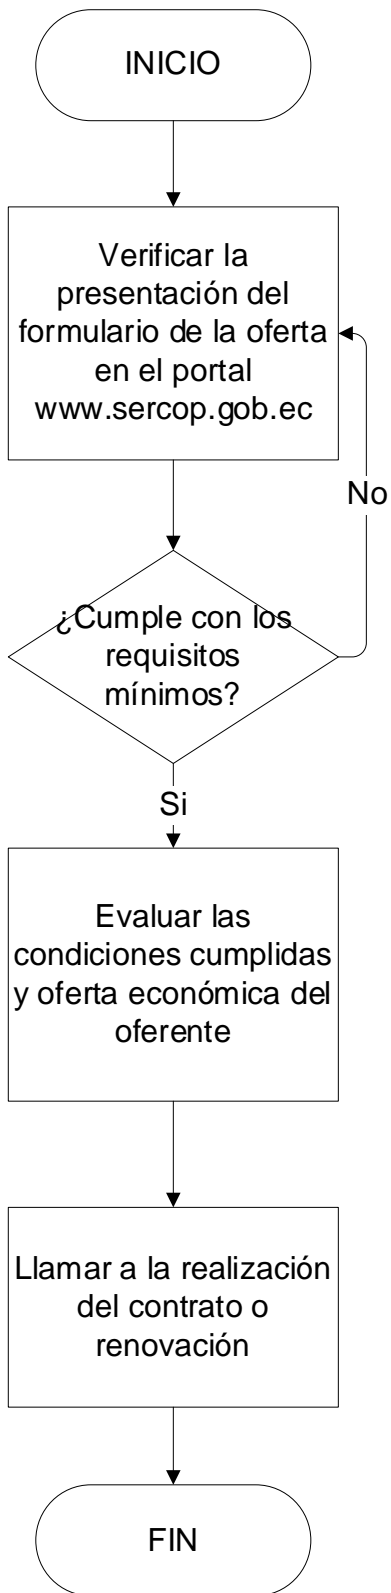 INICIO
Verificar la
presentación del
formulario de la oferta
en el portal
www.sercop.gob.ec
No
¿Cumple con los
requisitos
mínimos?
Si
Evaluar las
condiciones cumplidas
y oferta económica del
oferente
Llamar a la realización
del contrato o
renovación
FIN